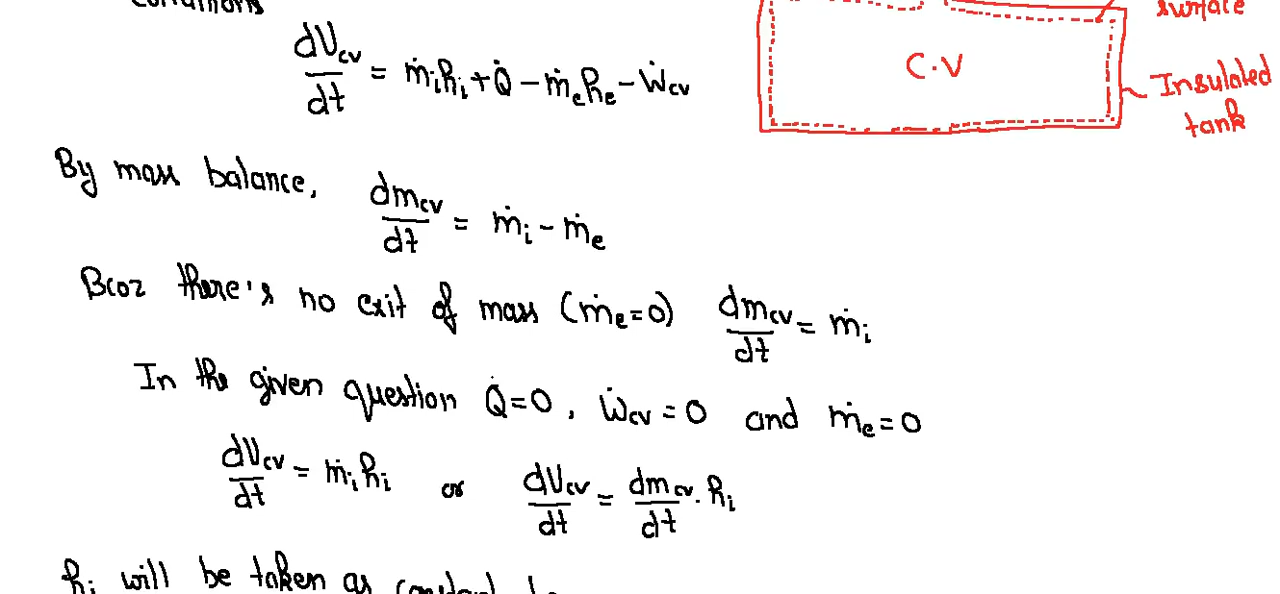 conditions
dU_cv/dt = ṁ_i h_i + Q̇ − ṁ_e h_e − Ẇ_cv
surface
C.V
Insulated
tank
By mass balance, dm_cv/dt = ṁ_i − ṁ_e
Bcoz there's no exit of mass (ṁ_e=0) dm_cv/dt = ṁ_i
In the given question Q̇=0, Ẇ_cv = 0 and ṁ_e=0
dU_cv/dt = ṁ_i h_i or dU_cv/dt = dm_cv/dt . h_i
h_i will be taken as constant